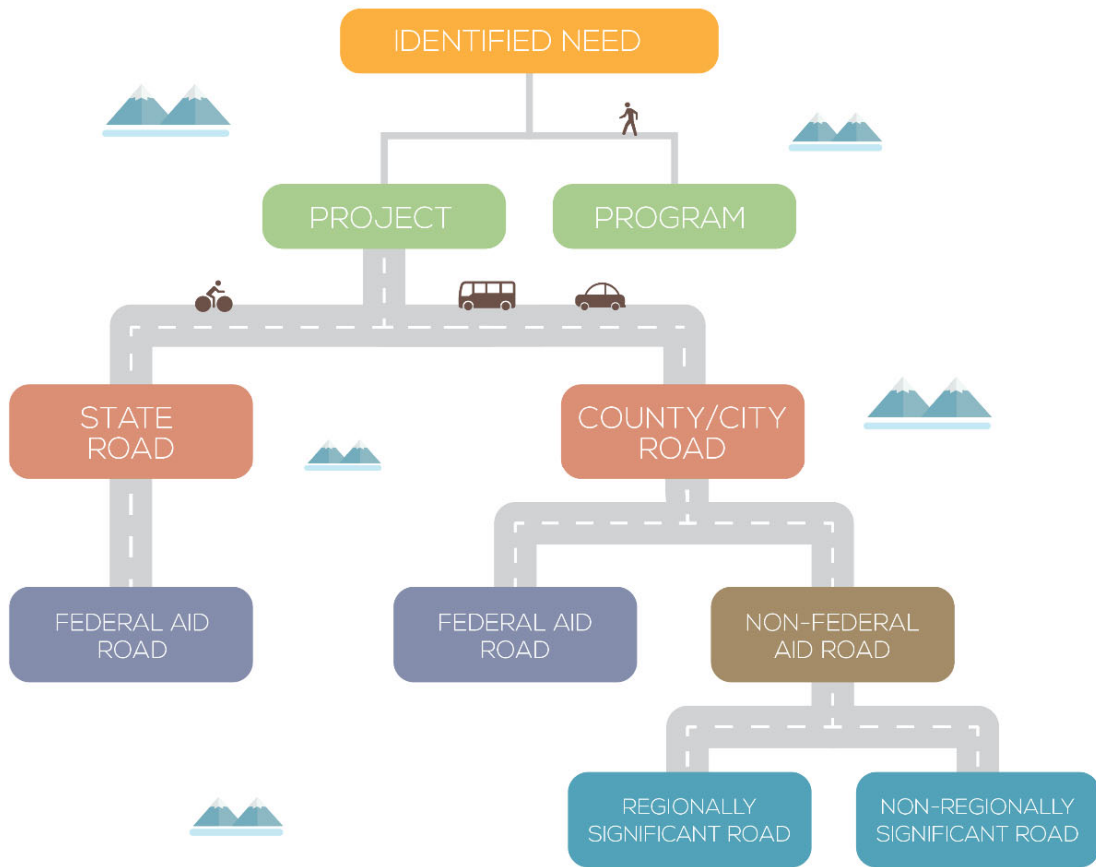 IDENTIFIED NEED
PROJECT
PROGRAM
STATE
ROAD
COUNTY/CITY
ROAD
FEDERAL AID
ROAD
FEDERAL AID
ROAD
NON-FEDERAL
AID ROAD
REGIONALLY
SIGNIFICANT ROAD
NON-REGIONALLY
SIGNIFICANT ROAD